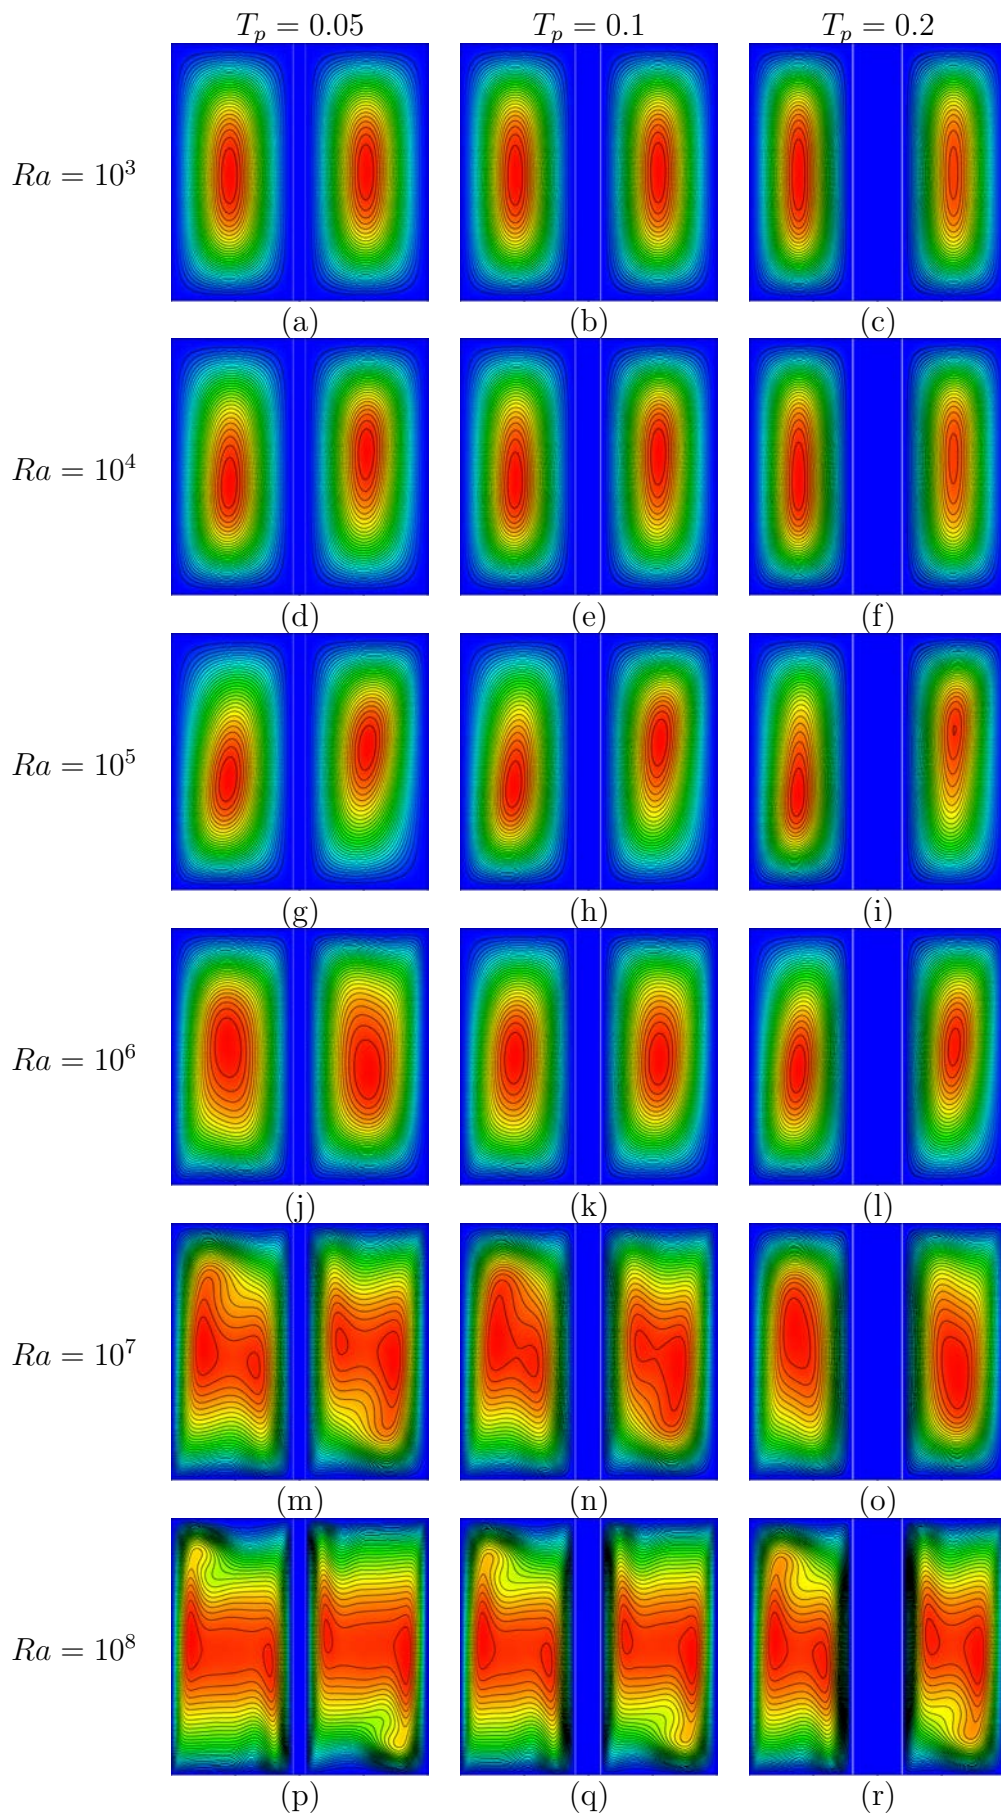 T_p = 0.05 T_p = 0.1 T_p = 0.2
Ra = 10^3
(a) (b) (c)
Ra = 10^4
(d) (e) (f)
Ra = 10^5
(g) (h) (i)
Ra = 10^6
(j) (k) (l)
Ra = 10^7
(m) (n) (o)
Ra = 10^8
(p) (q) (r)